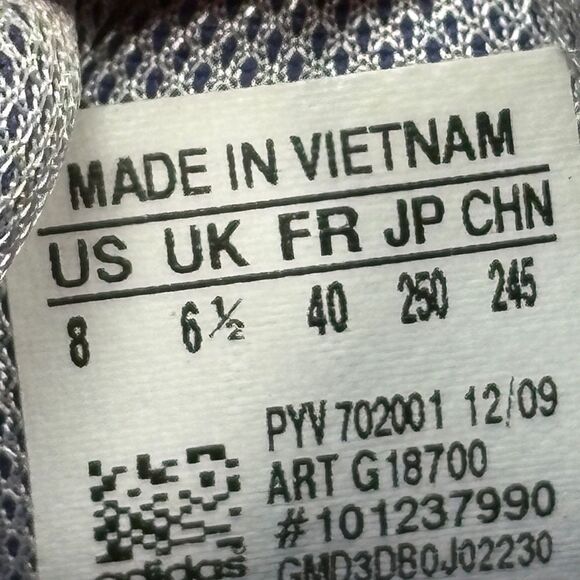 MADE IN VIETNAM
US UK FR JP CHN
8 6½ 40 250 245
PYV 702001 12/09
ART G18700
#101237990
GMD3DB0J02230
adidas